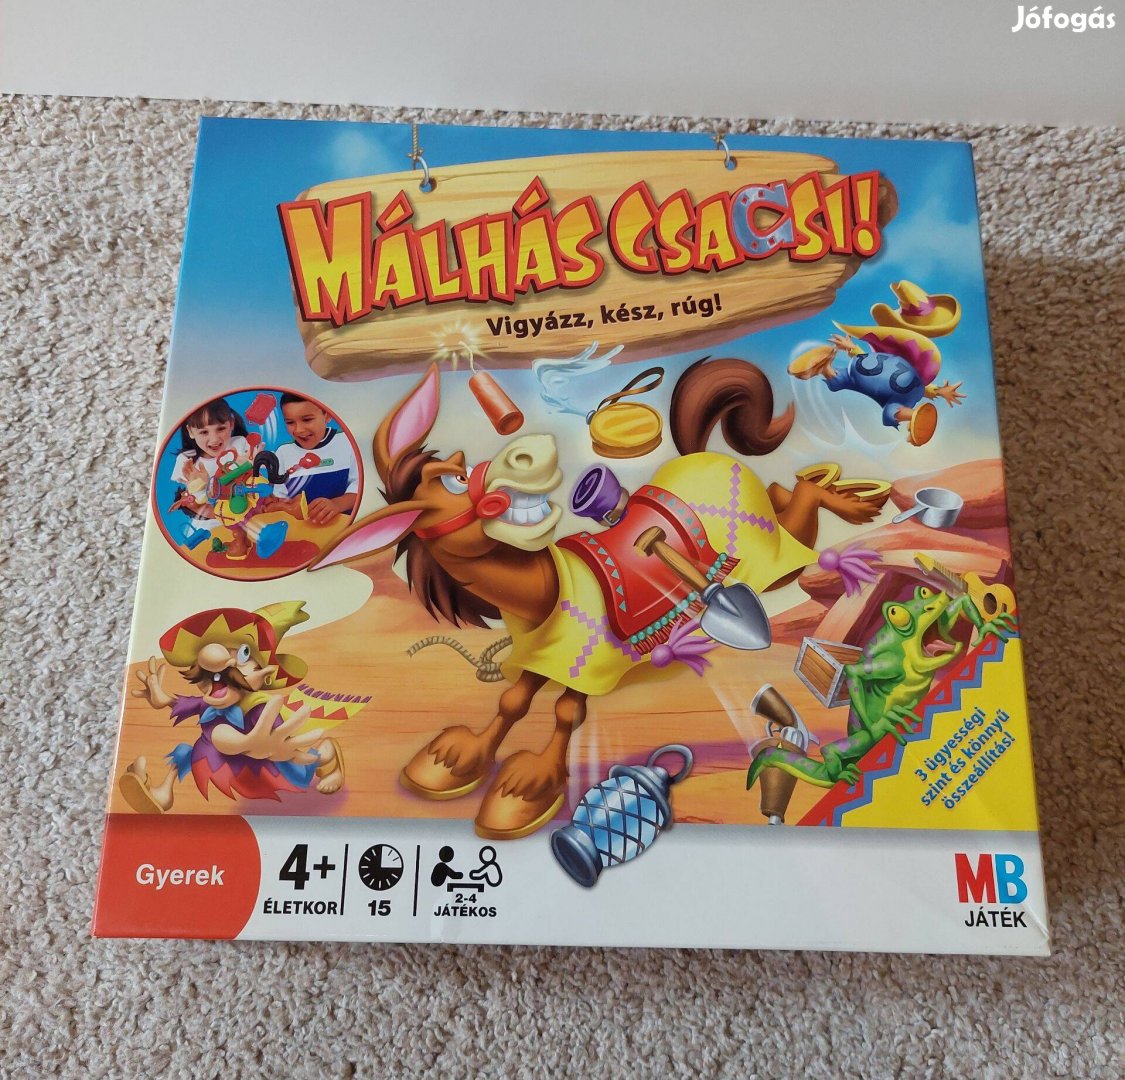 Jófogás
MÁLHÁS CSACSI!
Vigyázz, kész, rúg!
3 ügyességi
szint és könnyű
összeállítás!
Gyerek
4+
ÉLETKOR
15
2-4
JÁTÉKOS
MB
JÁTÉK